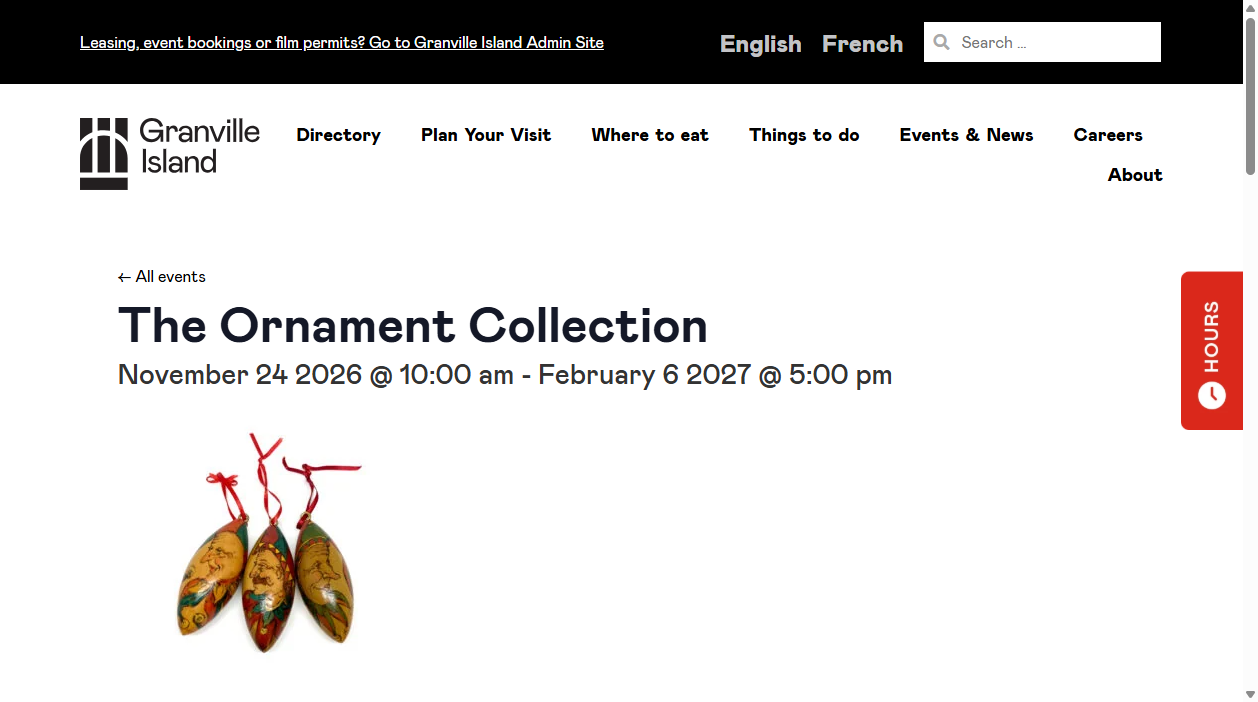 Leasing, event bookings or film permits? Go to Granville Island Admin Site
English French
Search ...
Granville
Island
Directory Plan Your Visit Where to eat Things to do Events & News Careers
About
← All events
The Ornament Collection
November 24 2026 @ 10:00 am - February 6 2027 @ 5:00 pm
HOURS